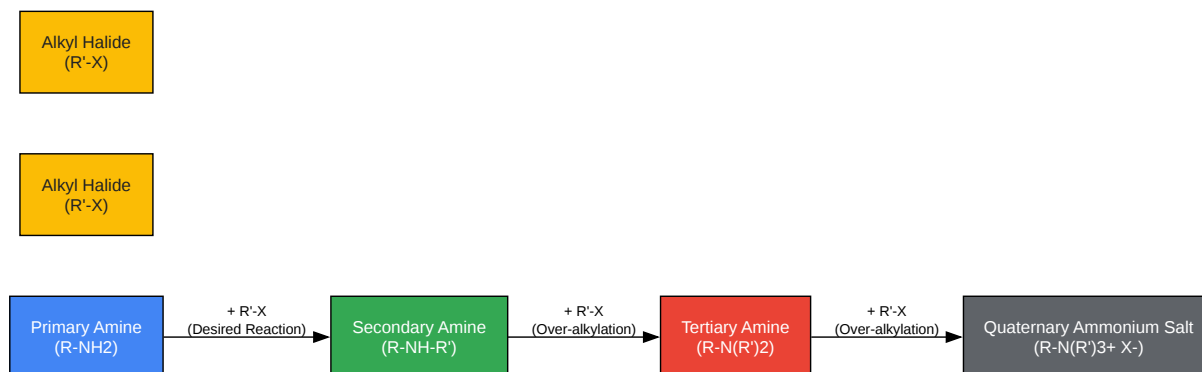 Alkyl Halide
(R'-X)
Alkyl Halide
(R'-X)
Primary Amine
(R-NH2)
+ R'-X
(Desired Reaction)
Secondary Amine
(R-NH-R')
+ R'-X
(Over-alkylation)
Tertiary Amine
(R-N(R')2)
+ R'-X
(Over-alkylation)
Quaternary Ammonium Salt
(R-N(R')3+ X-)